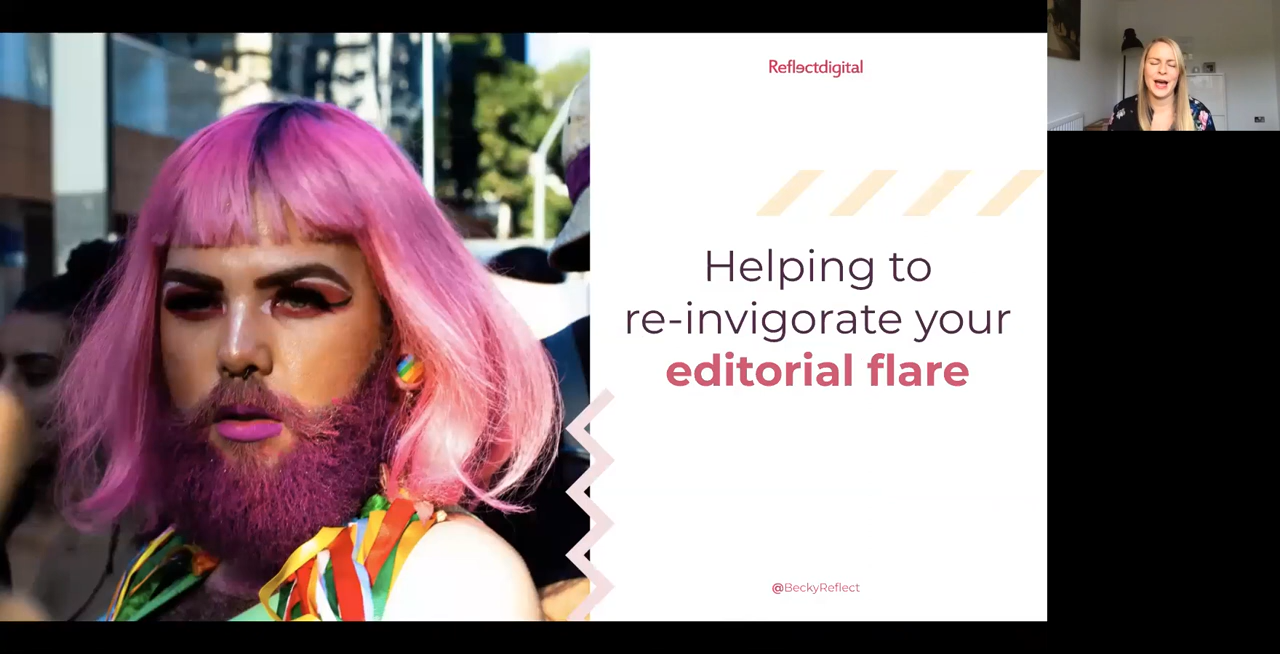 Reflectdigital
Helping to
re-invigorate your
editorial flare
@BeckyReflect